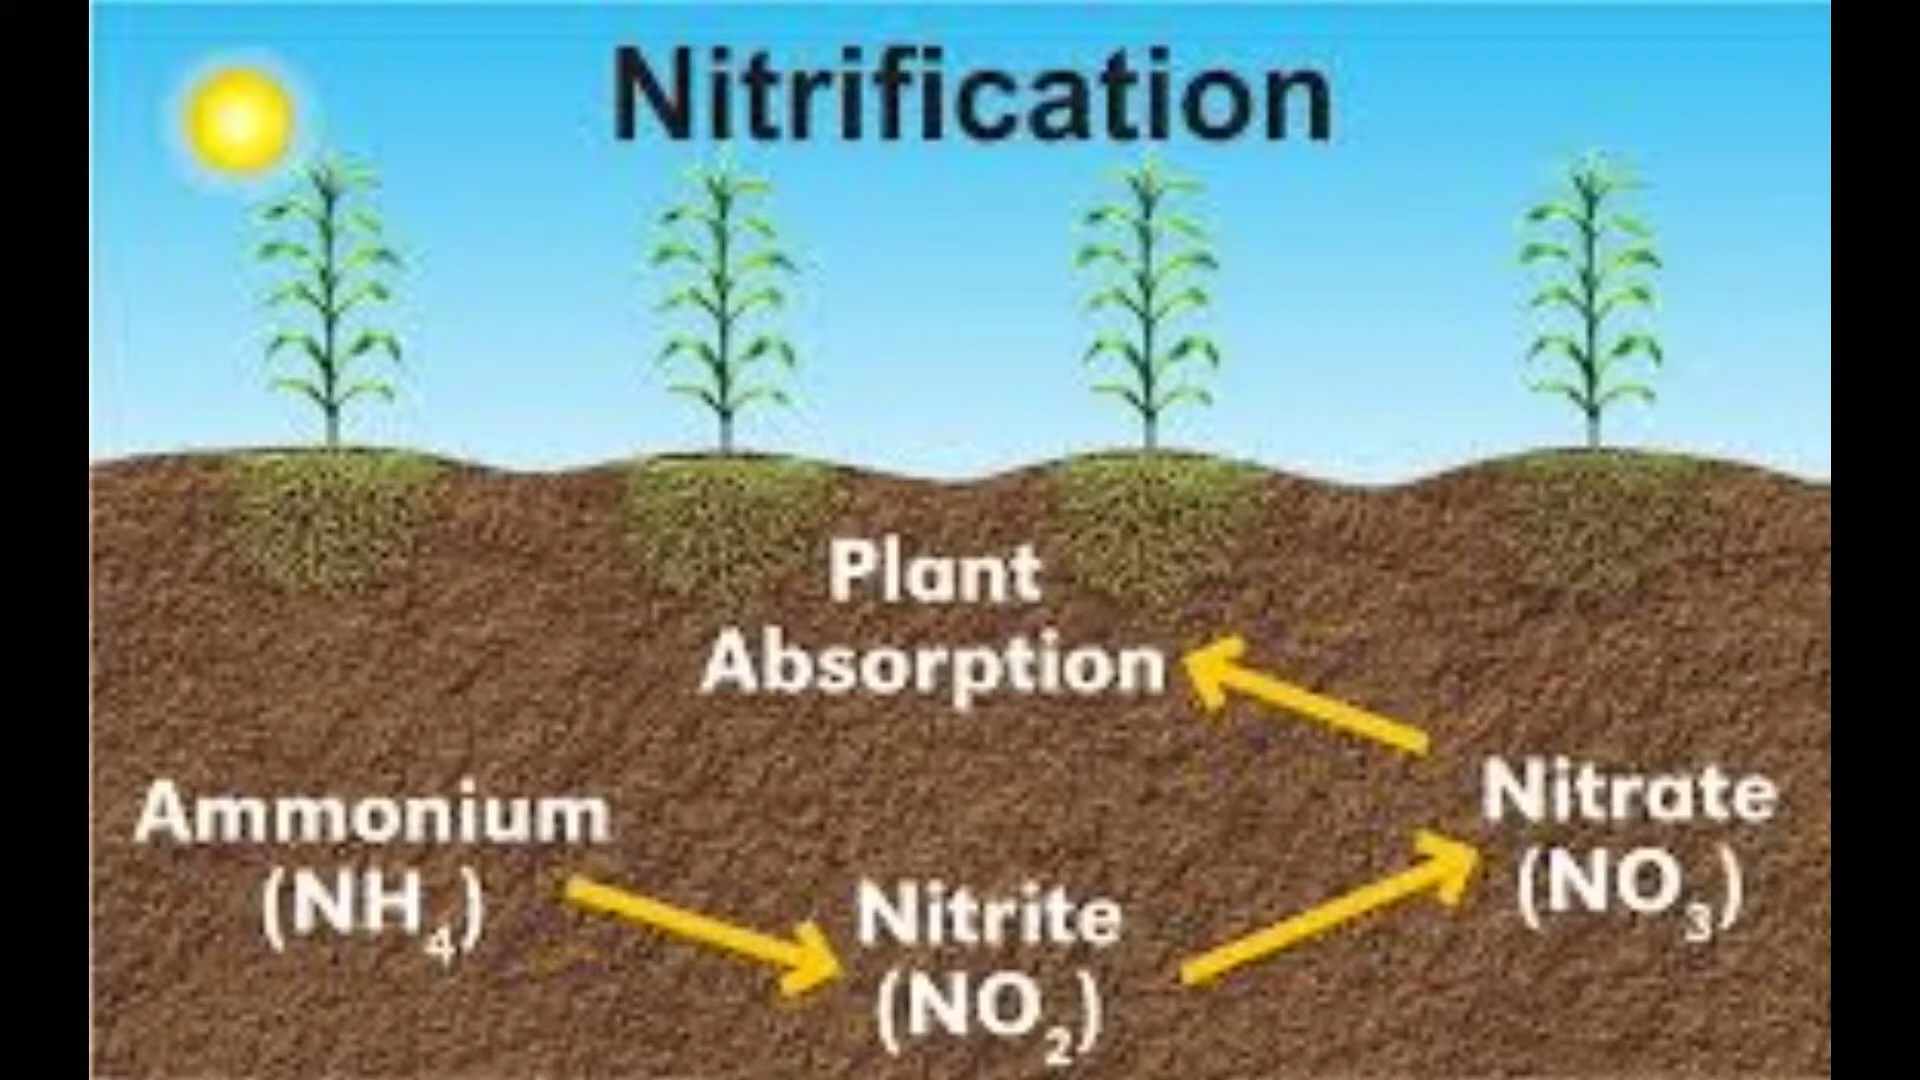 Nitrification
Plant
Absorption
Ammonium
(NH₄)
Nitrite
(NO₂)
Nitrate
(NO₃)